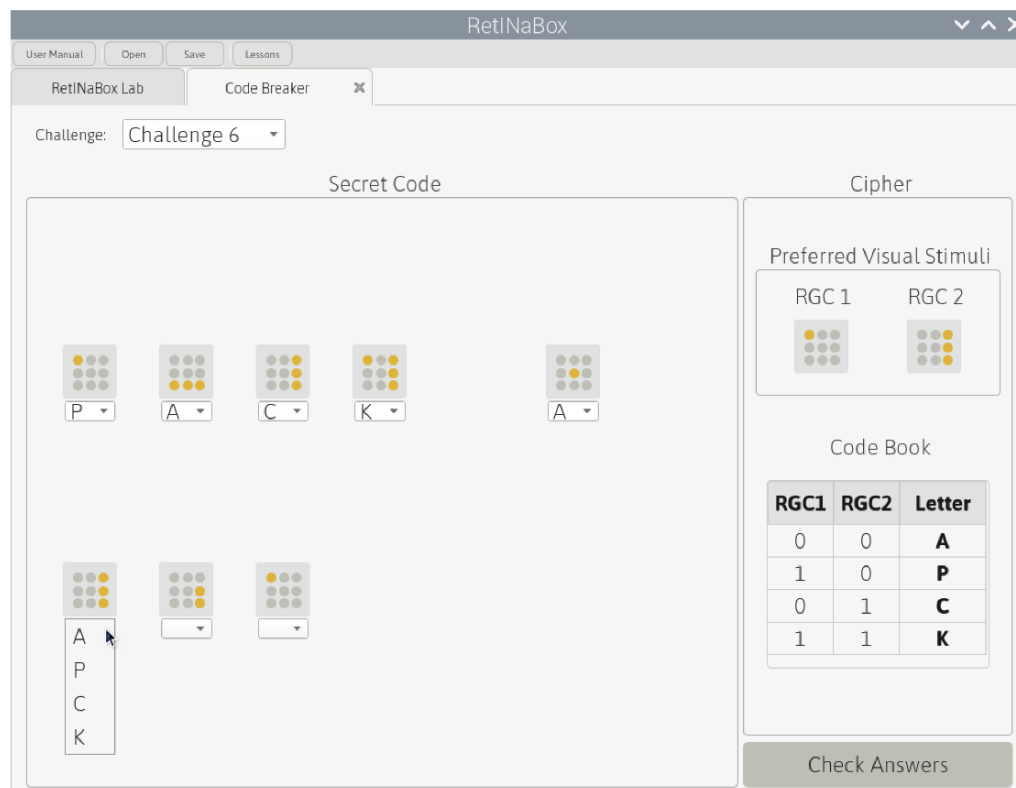 RetINaBox
User Manual Open Save Lessons
RetINaBox Lab Code Breaker
Challenge: Challenge 6
Secret Code
Cipher
Preferred Visual Stimuli
RGC 1 RGC 2
P A C K A
Code Book
RGC1 RGC2 Letter
0 0 A
1 0 P
0 1 C
1 1 K
A
P
C
K
Check Answers